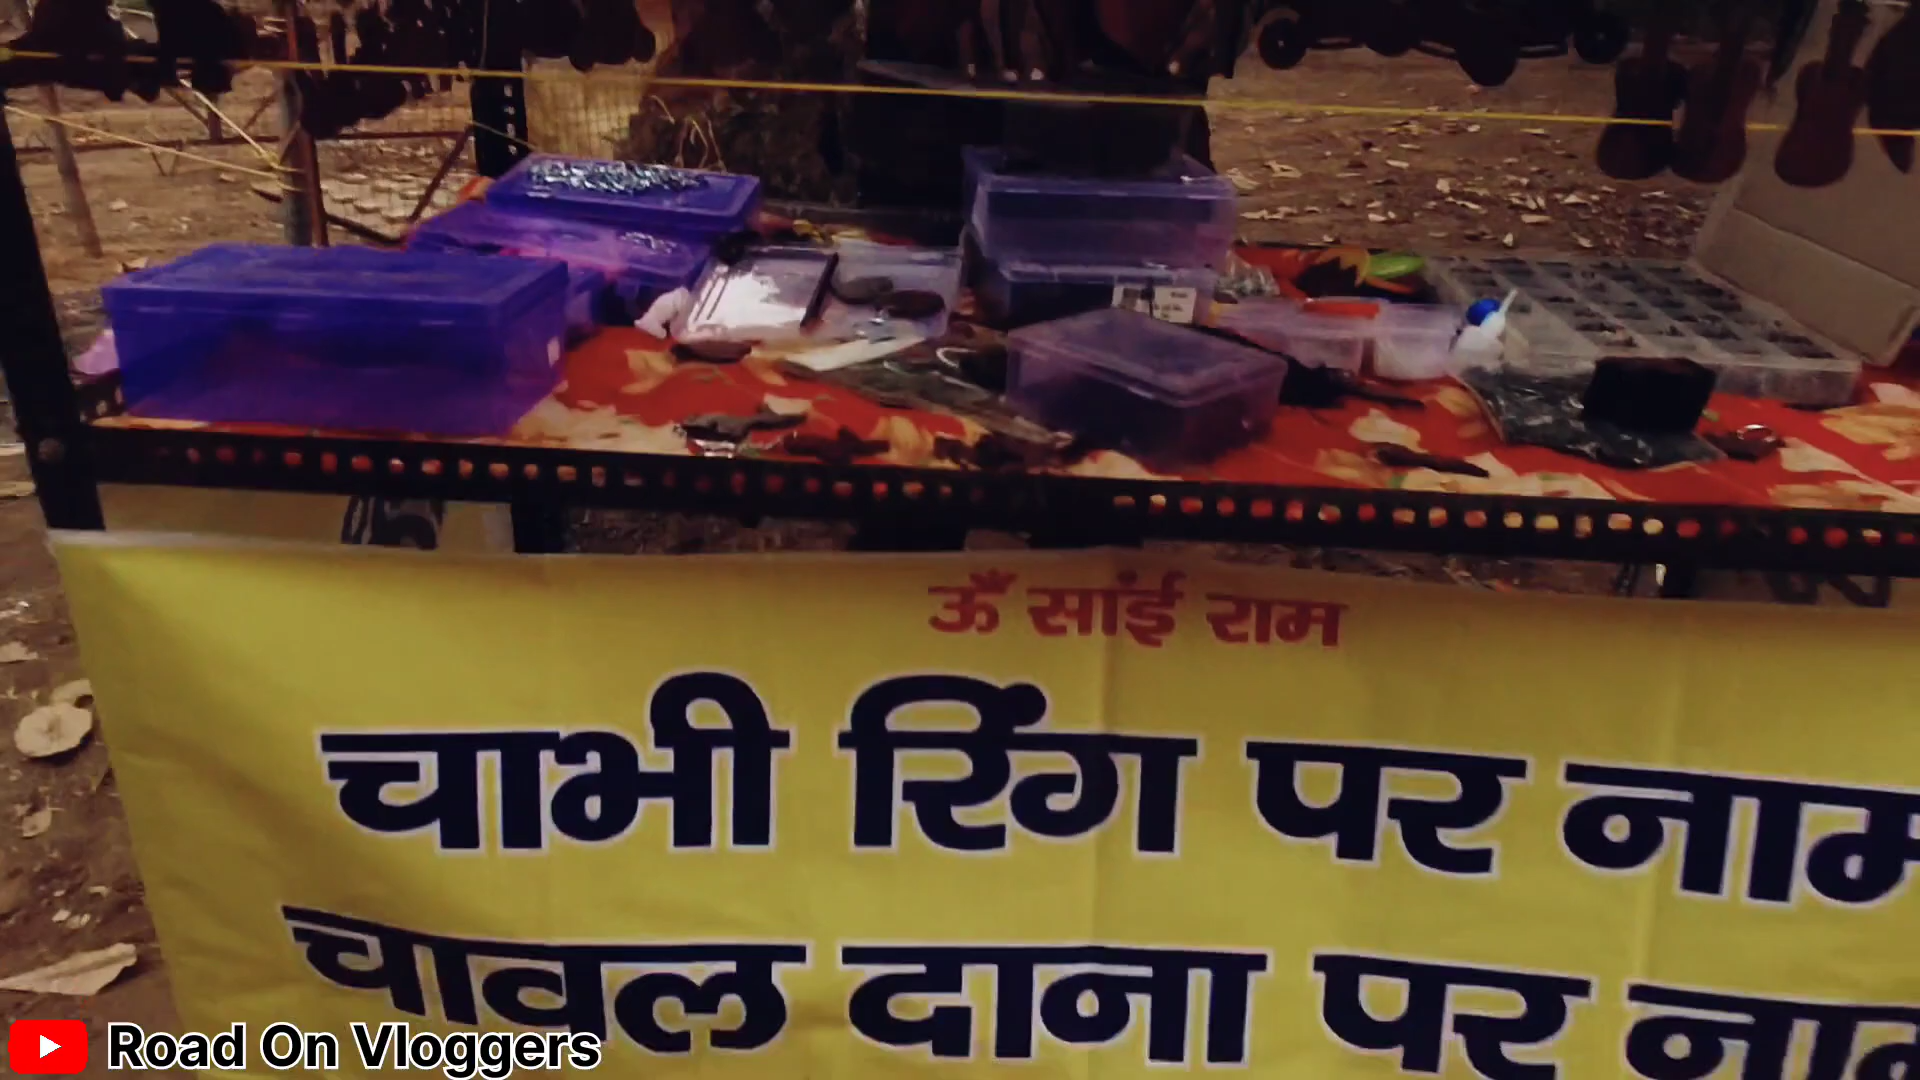 ॐ सांई राम
चाभी रिंग पर नाम
चावल दाना पर नाम
Road On Vloggers